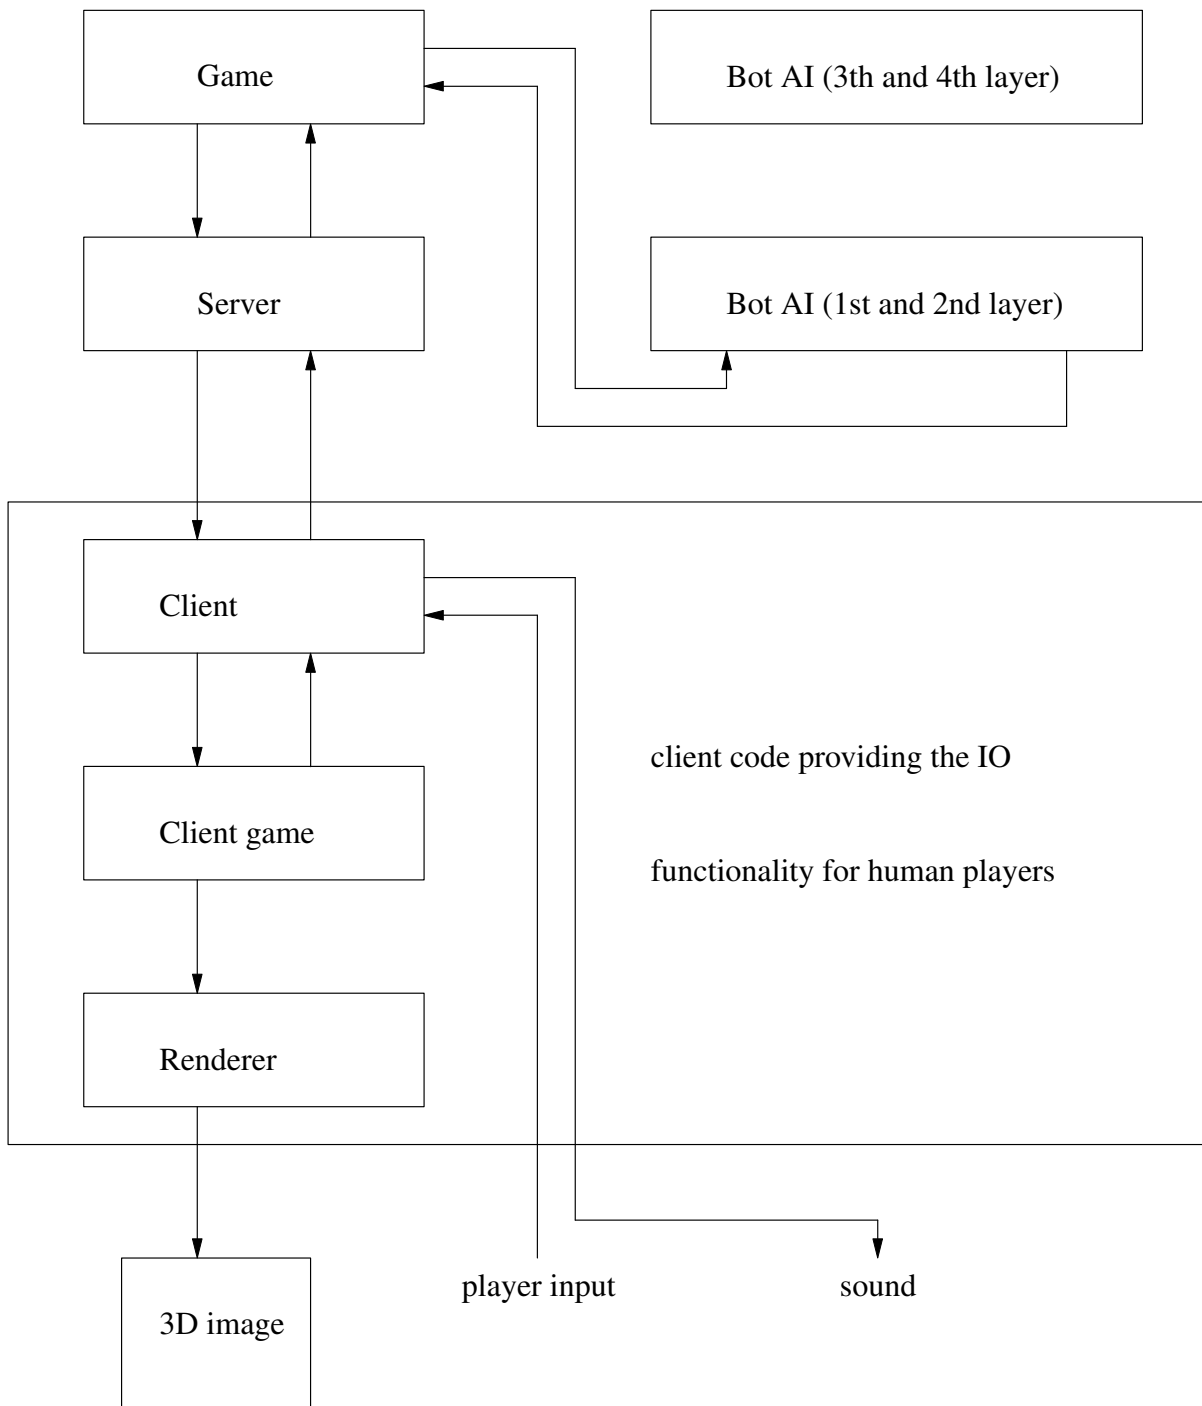 Game
Bot AI (3th and 4th layer)
Server
Bot AI (1st and 2nd layer)
Client
client code providing the IO
Client game
functionality for human players
Renderer
player input
sound
3D image